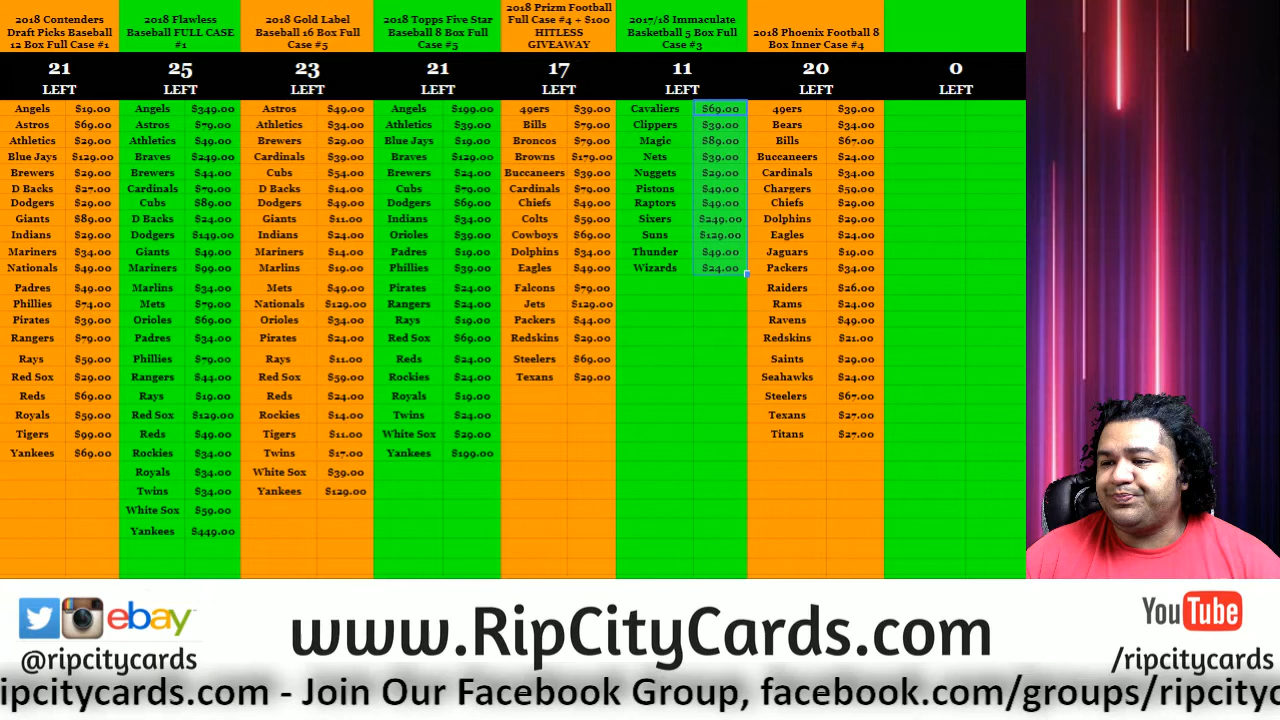 2018 Contenders
Draft Picks Baseball
12 Box Full Case #1
21
LEFT
Angels $19.00
Astros $69.00
Athletics $29.00
Blue Jays $129.00
Brewers $29.00
D Backs $27.00
Dodgers $29.00
Giants $89.00
Indians $29.00
Mariners $34.00
Nationals $49.00
Padres $49.00
Phillies $74.00
Pirates $39.00
Rangers $79.00
Rays $59.00
Red Sox $29.00
Reds $69.00
Royals $59.00
Tigers $99.00
Yankees $69.00
2018 Flawless
Baseball FULL CASE
#1
25
LEFT
Angels $349.00
Astros $79.00
Athletics $49.00
Braves $249.00
Brewers $44.00
Cardinals $79.00
Cubs $89.00
D Backs $24.00
Dodgers $149.00
Giants $49.00
Mariners $99.00
Marlins $34.00
Mets $79.00
Orioles $69.00
Padres $34.00
Phillies $79.00
Rangers $44.00
Rays $19.00
Red Sox $129.00
Reds $49.00
Rockies $34.00
Royals $34.00
Twins $34.00
White Sox $59.00
Yankees $449.00
2018 Gold Label
Baseball 16 Box Full
Case #5
23
LEFT
Astros $49.00
Athletics $34.00
Brewers $29.00
Cardinals $39.00
Cubs $54.00
D Backs $14.00
Dodgers $49.00
Giants $11.00
Indians $24.00
Mariners $14.00
Marlins $19.00
Mets $49.00
Nationals $129.00
Orioles $34.00
Pirates $24.00
Rays $11.00
Red Sox $59.00
Reds $24.00
Rockies $14.00
Tigers $11.00
Twins $17.00
White Sox $39.00
Yankees $129.00
2018 Topps Five Star
Baseball 8 Box Full
Case #5
21
LEFT
Angels $199.00
Athletics $39.00
Blue Jays $19.00
Braves $129.00
Brewers $24.00
Cubs $79.00
Dodgers $69.00
Indians $34.00
Orioles $39.00
Padres $19.00
Phillies $39.00
Pirates $24.00
Rangers $24.00
Rays $19.00
Red Sox $69.00
Reds $24.00
Rockies $24.00
Royals $19.00
Twins $24.00
White Sox $29.00
Yankees $199.00
2018 Prizm Football
Full Case #4 + $100
HITLESS
GIVEAWAY
17
LEFT
49ers $39.00
Bills $79.00
Broncos $79.00
Browns $179.00
Buccaneers $39.00
Cardinals $79.00
Chiefs $49.00
Colts $59.00
Cowboys $69.00
Dolphins $34.00
Eagles $49.00
Falcons $79.00
Jets $129.00
Packers $44.00
Redskins $29.00
Steelers $69.00
Texans $29.00
2017/18 Immaculate
Basketball 5 Box Full
Case #3
11
LEFT
Cavaliers $69.00
Clippers $39.00
Magic $89.00
Nets $39.00
Nuggets $29.00
Pistons $49.00
Raptors $49.00
Sixers $249.00
Suns $129.00
Thunder $49.00
Wizards $24.00
2018 Phoenix Football 8
Box Inner Case #4
20
LEFT
49ers $39.00
Bears $34.00
Bills $67.00
Buccaneers $24.00
Cardinals $34.00
Chargers $59.00
Chiefs $29.00
Dolphins $29.00
Eagles $24.00
Jaguars $19.00
Packers $34.00
Raiders $26.00
Rams $24.00
Ravens $49.00
Redskins $21.00
Saints $29.00
Seahawks $24.00
Steelers $67.00
Texans $27.00
Titans $27.00
0
LEFT
ebay
@ripcitycards
www.RipCityCards.com
YouTube
/ripcitycards
ripcitycards.com - Join Our Facebook Group, facebook.com/groups/ripcityc